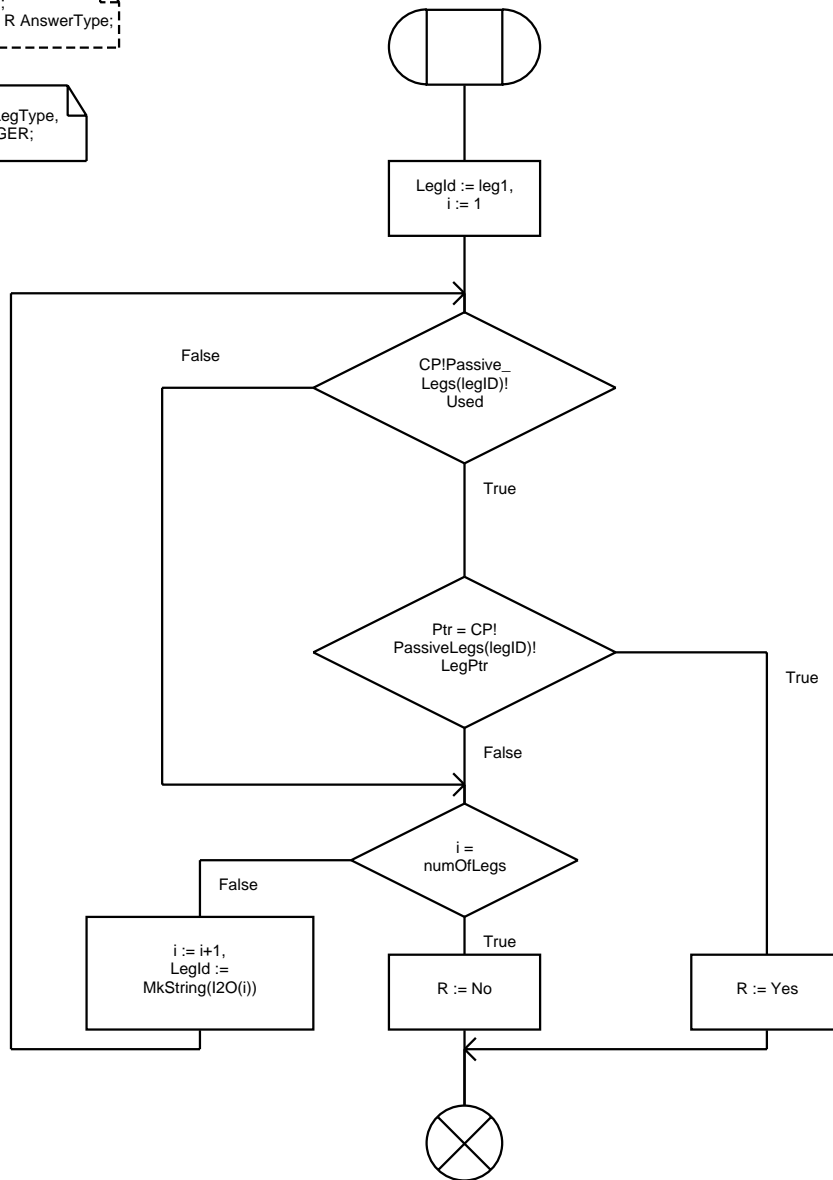 ;
R AnswerType;
egType,
GER;
LegId := leg1,
i := 1
False
CP!Passive_
Legs(legID)!
Used
True
Ptr = CP!
PassiveLegs(legID)!
LegPtr
True
False
i =
numOfLegs
False
i := i+1,
LegId :=
MkString(I2O(i))
True
R := No
R := Yes